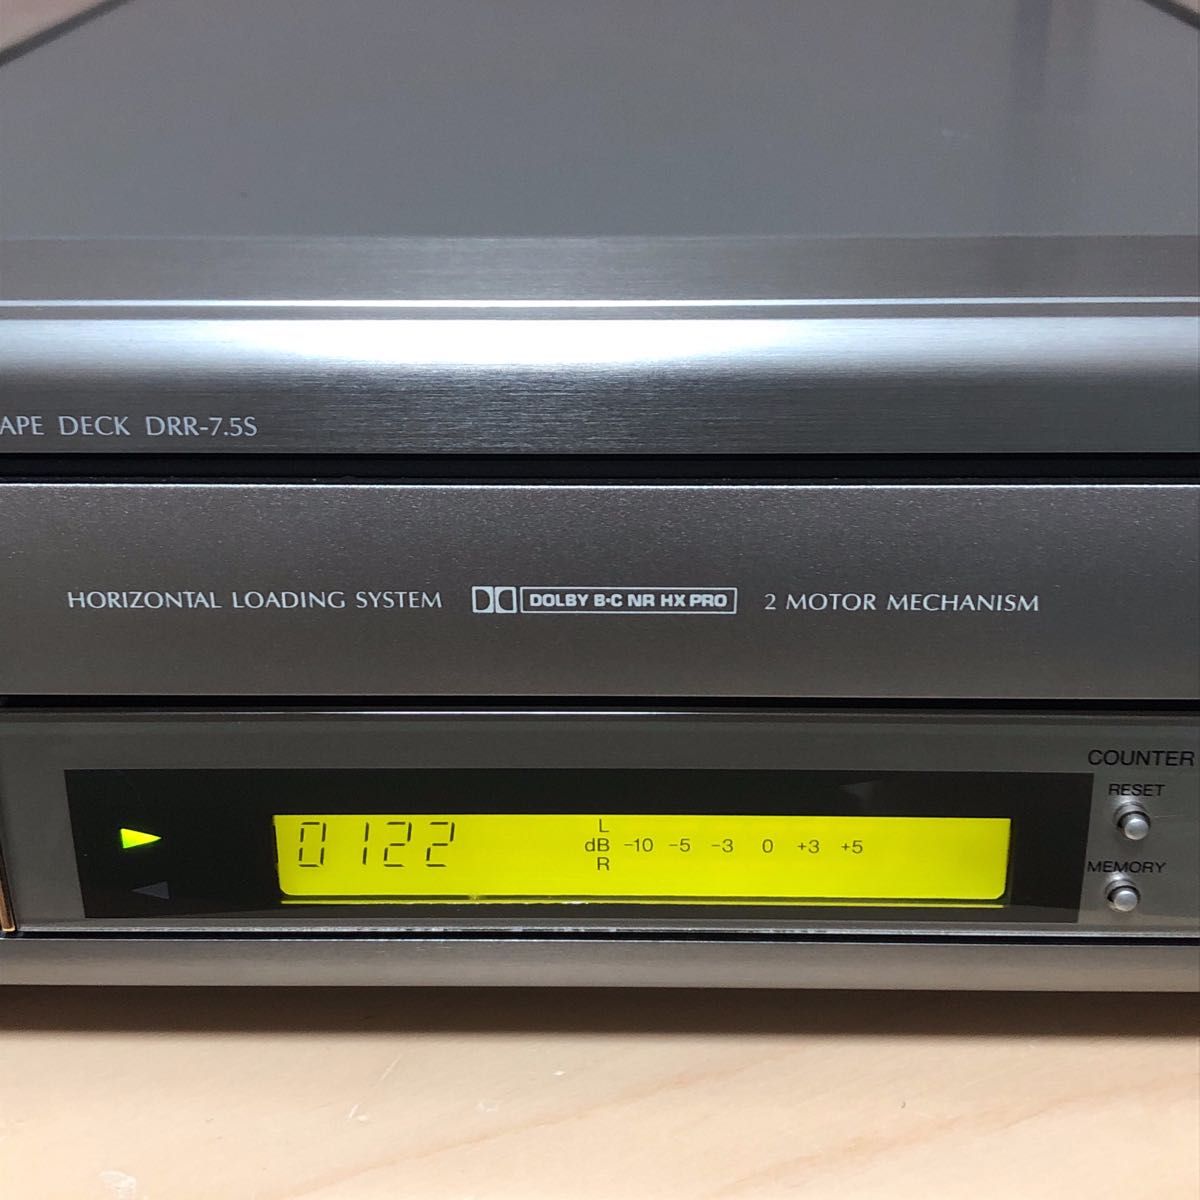 APE DECK DRR-7.5S
HORIZONTAL LOADING SYSTEM DOLBY B·C NR HX PRO 2 MOTOR MECHANISM
COUNTER
RESET
MEMORY
0122
L
dB -10 -5 -3 0 +3 +5
R